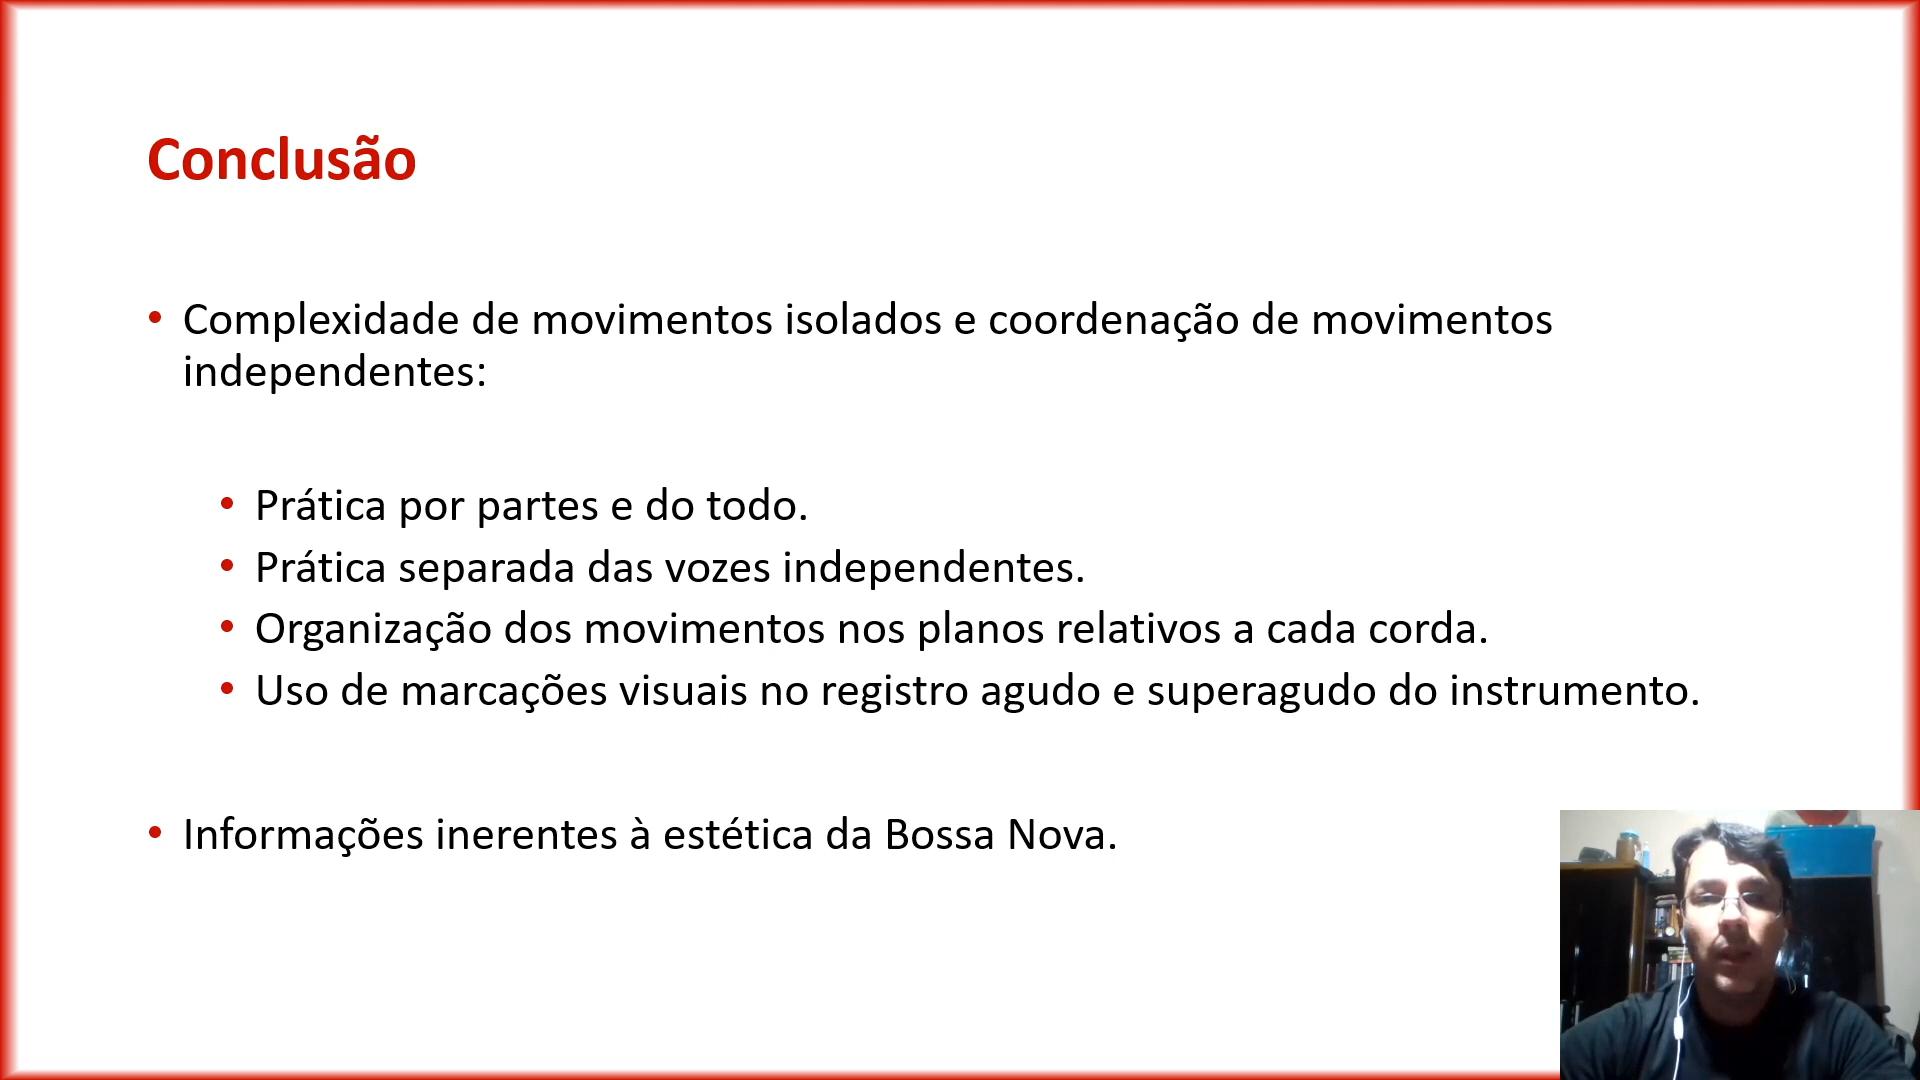 Conclusão
• Complexidade de movimentos isolados e coordenação de movimentos
independentes:
• Prática por partes e do todo.
• Prática separada das vozes independentes.
• Organização dos movimentos nos planos relativos a cada corda.
• Uso de marcações visuais no registro agudo e superagudo do instrumento.
• Informações inerentes à estética da Bossa Nova.